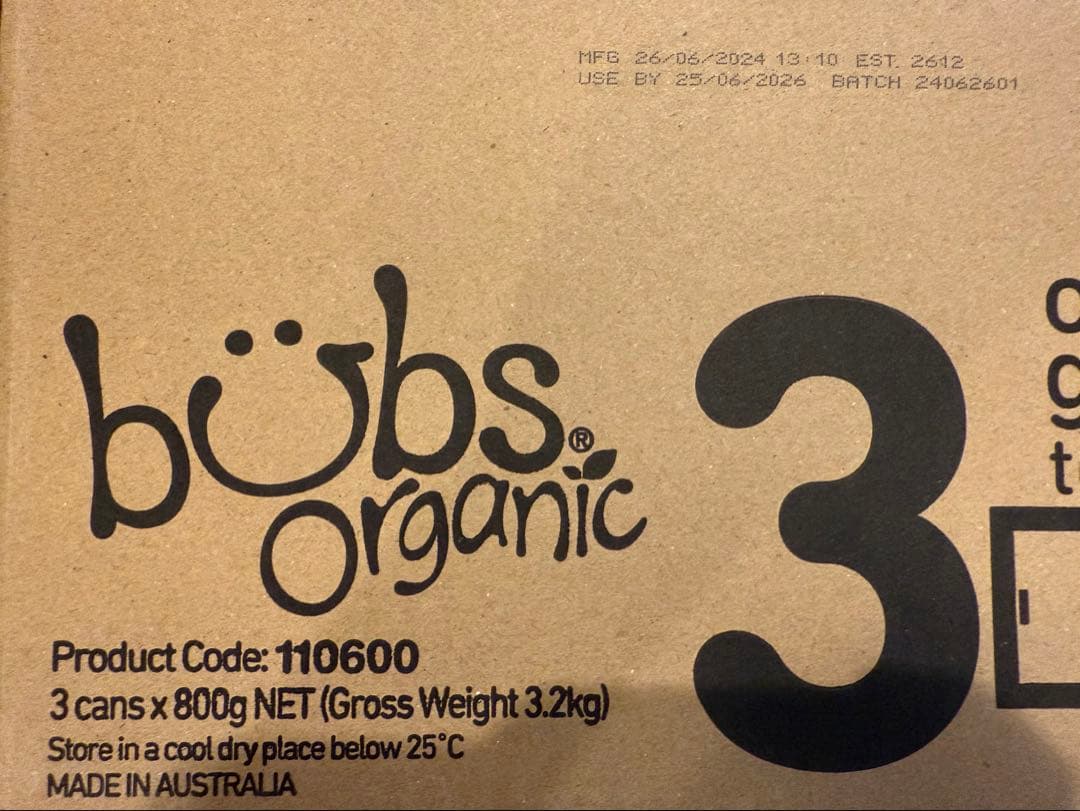 MFG 26/06/2024 13:10 EST. 2612
USE BY 25/06/2026 BATCH 24062601
bübs®
organic
3
Product Code: 110600
3 cans x 800g NET (Gross Weight 3.2kg)
Store in a cool dry place below 25°C
MADE IN AUSTRALIA